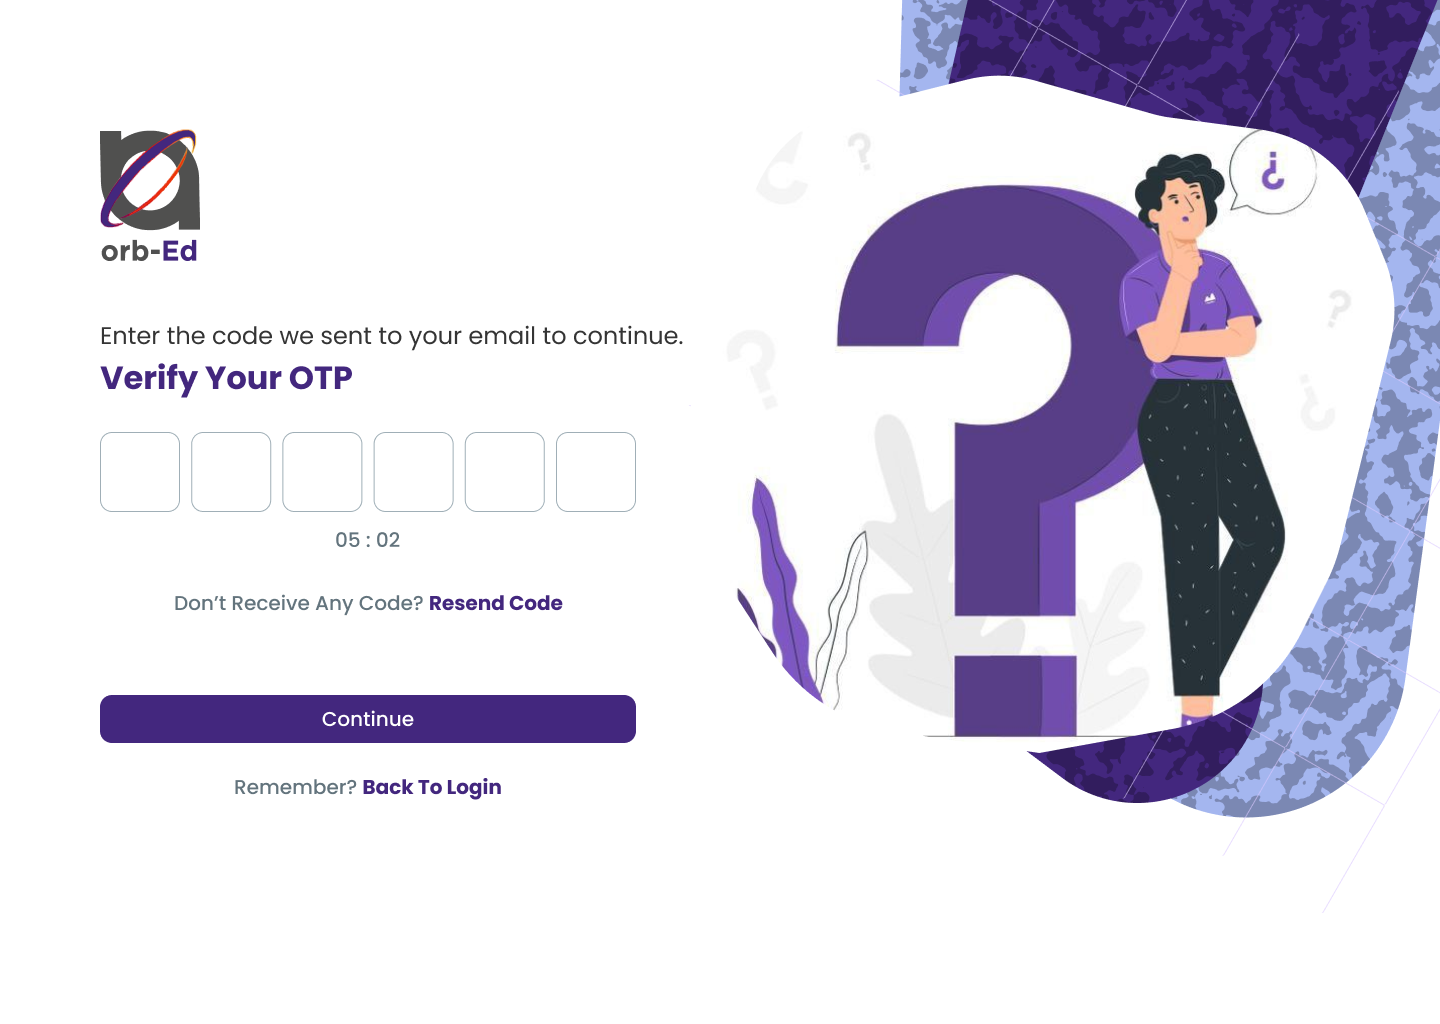 orb-Ed
Enter the code we sent to your email to continue.
Verify Your OTP
05 : 02
Don’t Receive Any Code? Resend Code
Continue
Remember? Back To Login